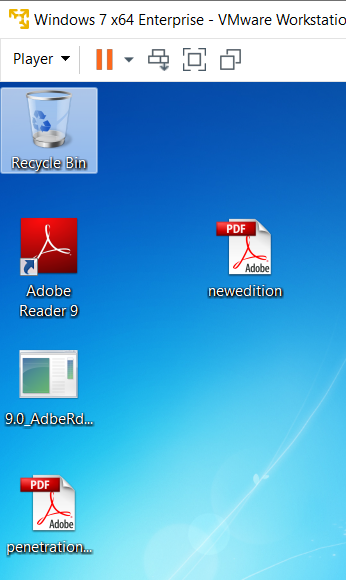 Windows 7 x64 Enterprise - VMware Workstatio
Player
Recycle Bin
Adobe
Reader 9
PDF
Adobe
newedition
9.0_AdbeRd...
PDF
Adobe
penetration...